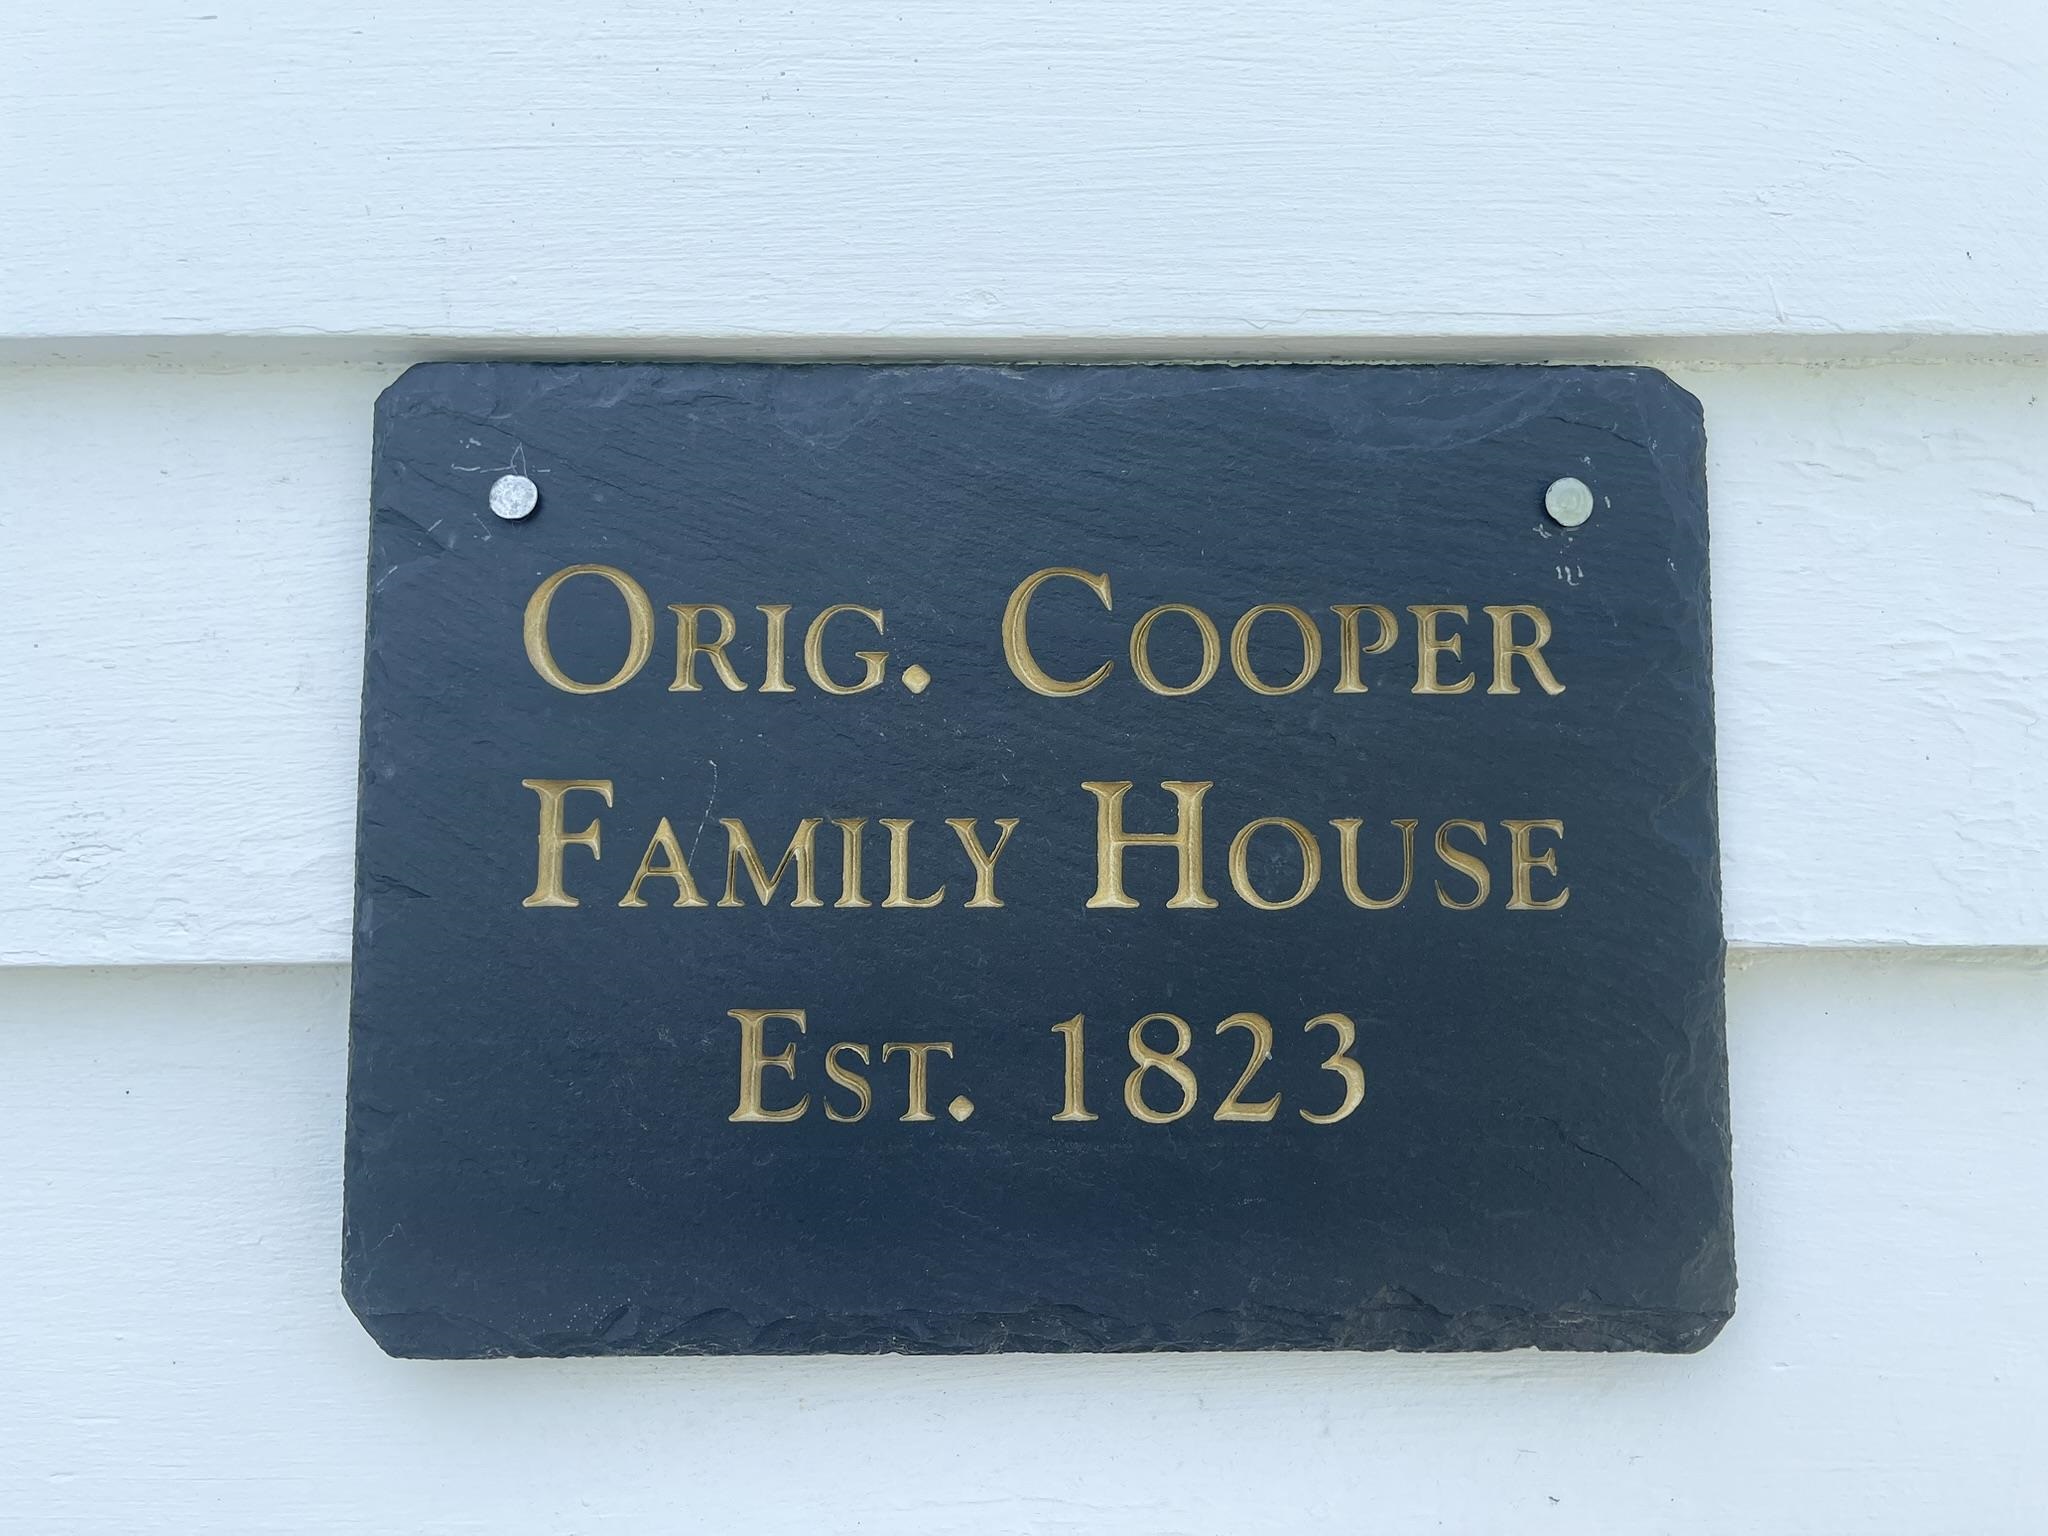 Orig. Cooper
Family House
Est. 1823